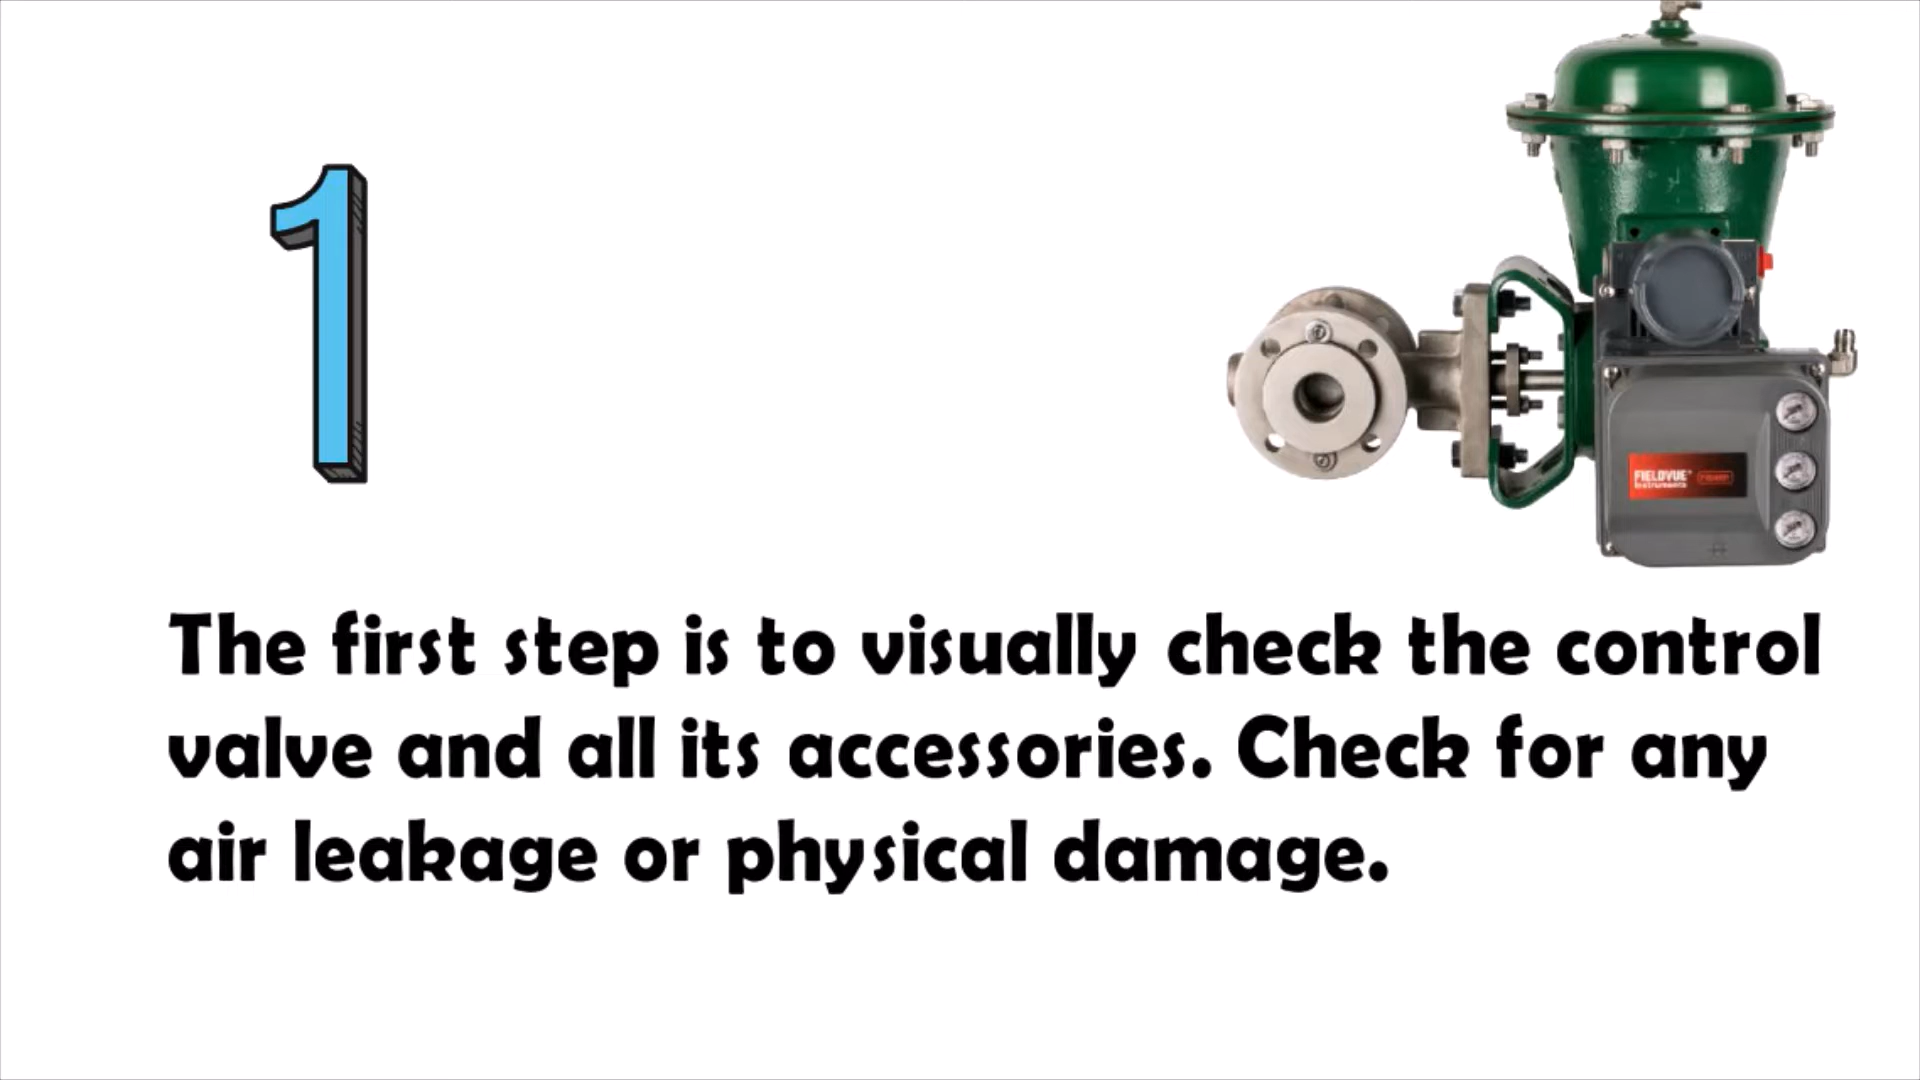 1
FIELDVUE
Instruments
The first step is to visually check the control
valve and all its accessories. Check for any
air leakage or physical damage.